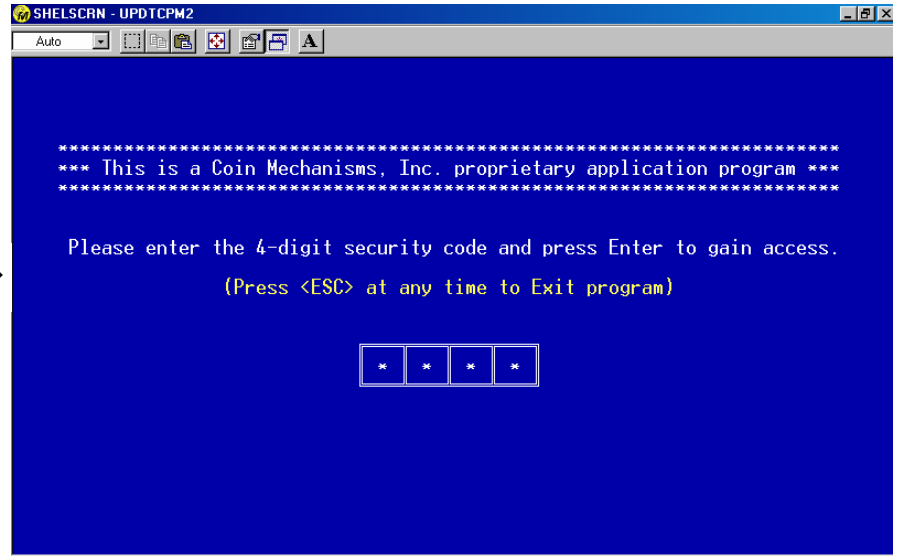 SHELSCRN - UPDTCPM2
Auto
A
***********************************************************************
*** This is a Coin Mechanisms, Inc. proprietary application program ***
***********************************************************************
Please enter the 4-digit security code and press Enter to gain access.
(Press <ESC> at any time to Exit program)
* * * *